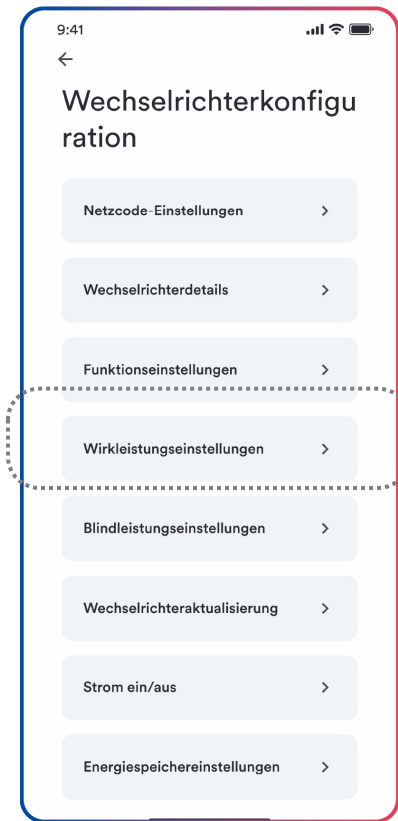 9:41
Wechselrichterkonfigu
ration
Netzcode-Einstellungen
Wechselrichterdetails
Funktionseinstellungen
Wirkleistungseinstellungen
Blindleistungseinstellungen
Wechselrichteraktualisierung
Strom ein/aus
Energiespeichereinstellungen